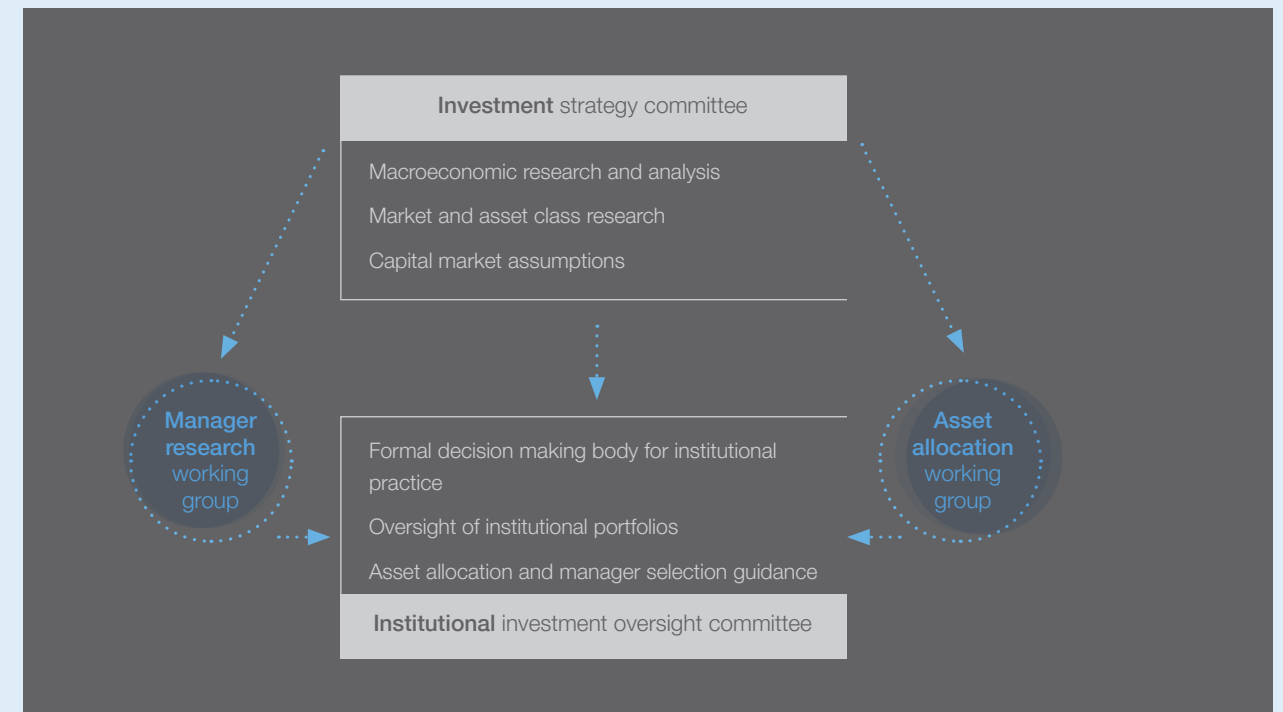 Investment strategy committee
Macroeconomic research and analysis
Market and asset class research
Capital market assumptions
Manager
research
working
group
Asset
allocation
working
group
Formal decision making body for institutional
practice
Oversight of institutional portfolios
Asset allocation and manager selection guidance
Institutional investment oversight committee